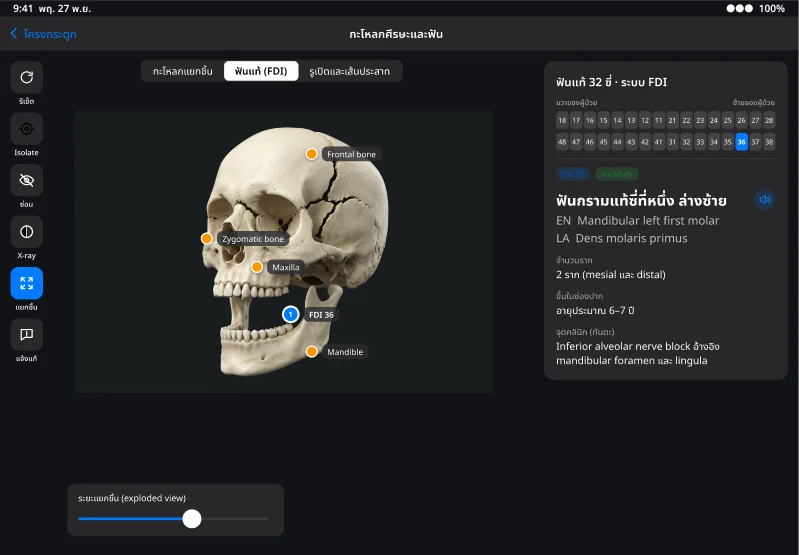 9:41 พฤ. 27 พ.ย.
100%
โครงกระดูก
กะโหลกศีรษะและฟัน
รีเซ็ต
Isolate
ซ่อน
X-ray
แยกชิ้น
แจ้งแก้
กะโหลกแยกชิ้น
ฟันแท้ (FDI)
รูเปิดและเส้นประสาท
Frontal bone
Zygomatic bone
Maxilla
1 FDI 36
Mandible
ระยะแยกชิ้น (exploded view)
ฟันแท้ 32 ซี่ · ระบบ FDI
ขวาของผู้ป่วย
ซ้ายของผู้ป่วย
18 17 16 15 14 13 12 11 21 22 23 24 25 26 27 28
48 47 46 45 44 43 42 41 31 32 33 34 35 36 37 38
FDI 36
ฟันกรามแท้ซี่ที่หนึ่ง ล่างซ้าย
EN Mandibular left first molar
LA Dens molaris primus
จำนวนราก
2 ราก (mesial และ distal)
ขึ้นในช่องปาก
อายุประมาณ 6–7 ปี
จุดคลินิก (ทันตะ)
Inferior alveolar nerve block อ้างอิง
mandibular foramen และ lingula